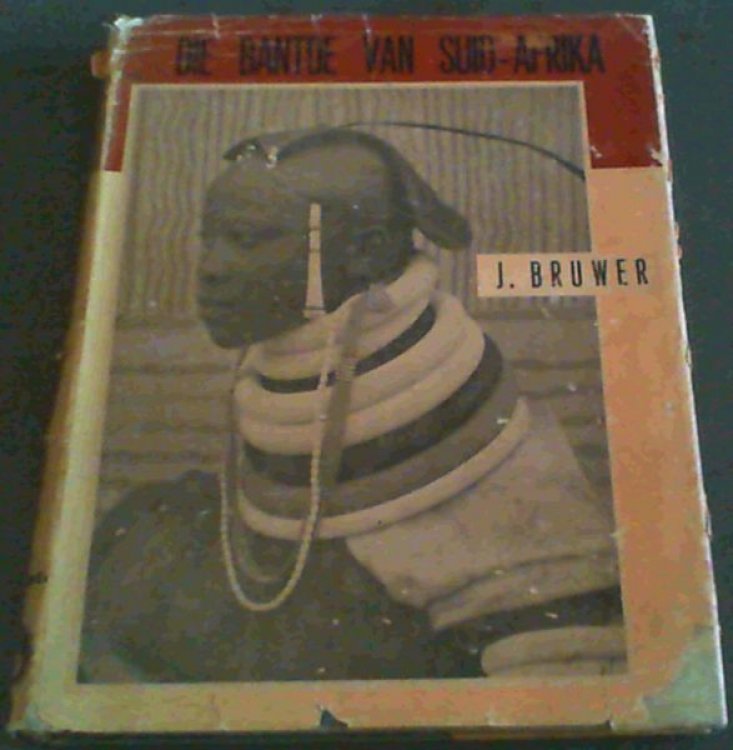 DIE BANTOE VAN SUID-AFRIKA
J. BRUWER